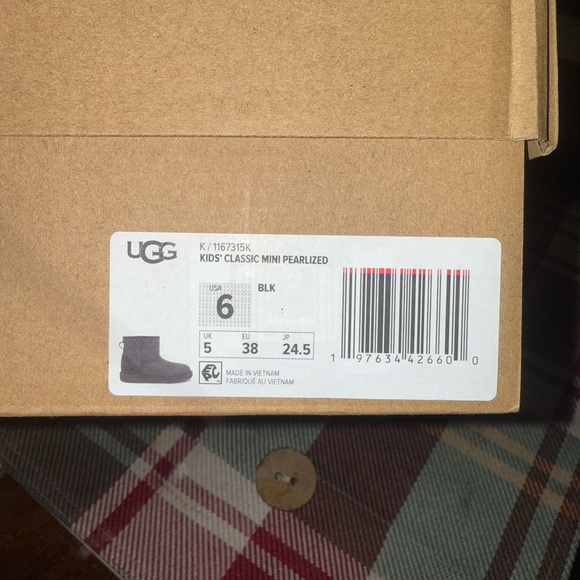 UGG
K / 1167315K
KIDS' CLASSIC MINI PEARLIZED
USA
6
BLK
UK EU JP
5 38 24.5
MADE IN VIETNAM
FABRIQUÉ AU VIETNAM
1 97634 42660 0